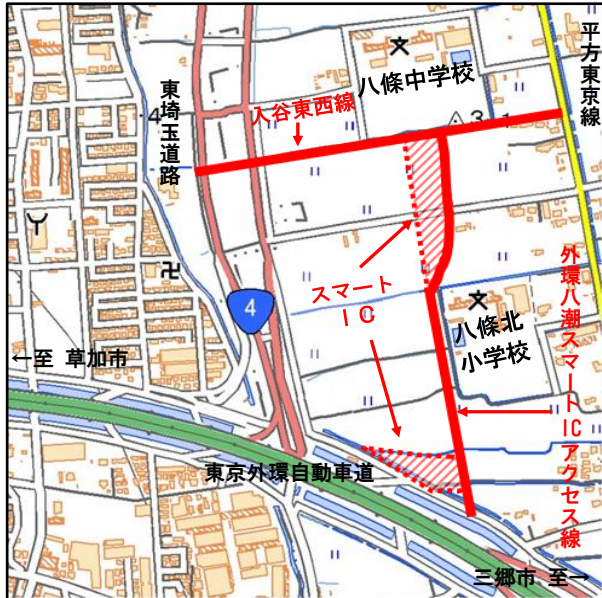 平方東京線
八條中学校
東埼玉道路
入谷東西線
スマート
IC
4
八條北
小学校
外環八潮スマートICアクセス線
←至 草加市
東京外環自動車道
三郷市 至→